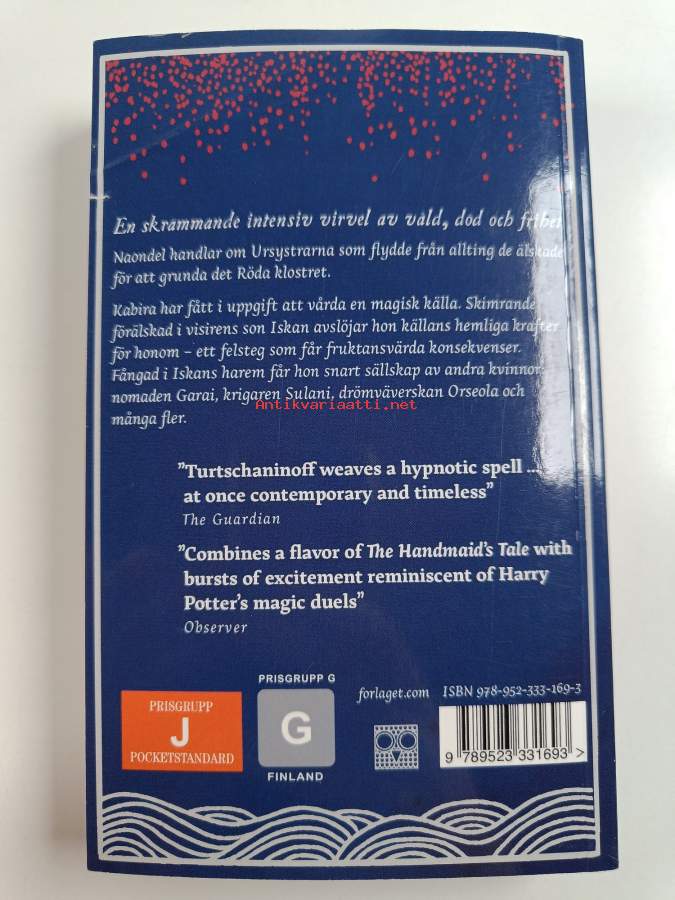 En skrämmande intensiv virvel av våld, död och frihet
Naondel handlar om Ursystrarna som flydde från allting de älskade
för att grunda det Röda klostret.
Kabira har fått i uppgift att vårda en magisk källa. Skimrande
förälskad i visirens son Iskan avslöjar hon källans hemliga krafter
för honom – ett felsteg som får fruktansvärda konsekvenser.
Fångad i Iskans harem får hon snart sällskap av andra kvinnor:
nomaden Garai, krigaren Sulani, drömväverskan Orseola och
många fler.
Antikvariaatti.net
”Turtschaninoff weaves a hypnotic spell ...
at once contemporary and timeless”
The Guardian
”Combines a flavor of The Handmaid's Tale with
bursts of excitement reminiscent of Harry
Potter's magic duels”
Observer
PRISGRUPP
J
POCKETSTANDARD
PRISGRUPP G
G
FINLAND
forlaget.com
ISBN 978-952-333-169-3
9 789523 331693 >